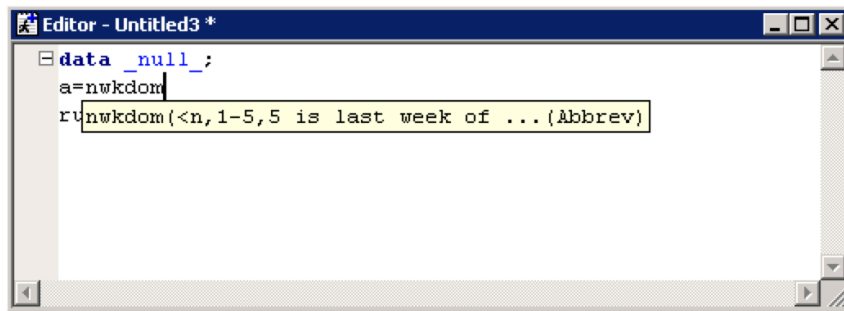 Editor - Untitled3 *
data _null_;
a=nwkdom
ru
nwkdom(<n,1-5,5 is last week of ...(Abbrev)